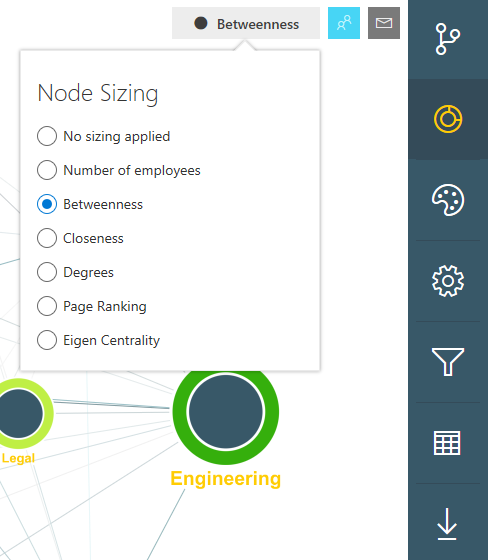 Betweenness
Node Sizing
No sizing applied
Number of employees
Betweenness
Closeness
Degrees
Page Ranking
Eigen Centrality
Legal
Engineering